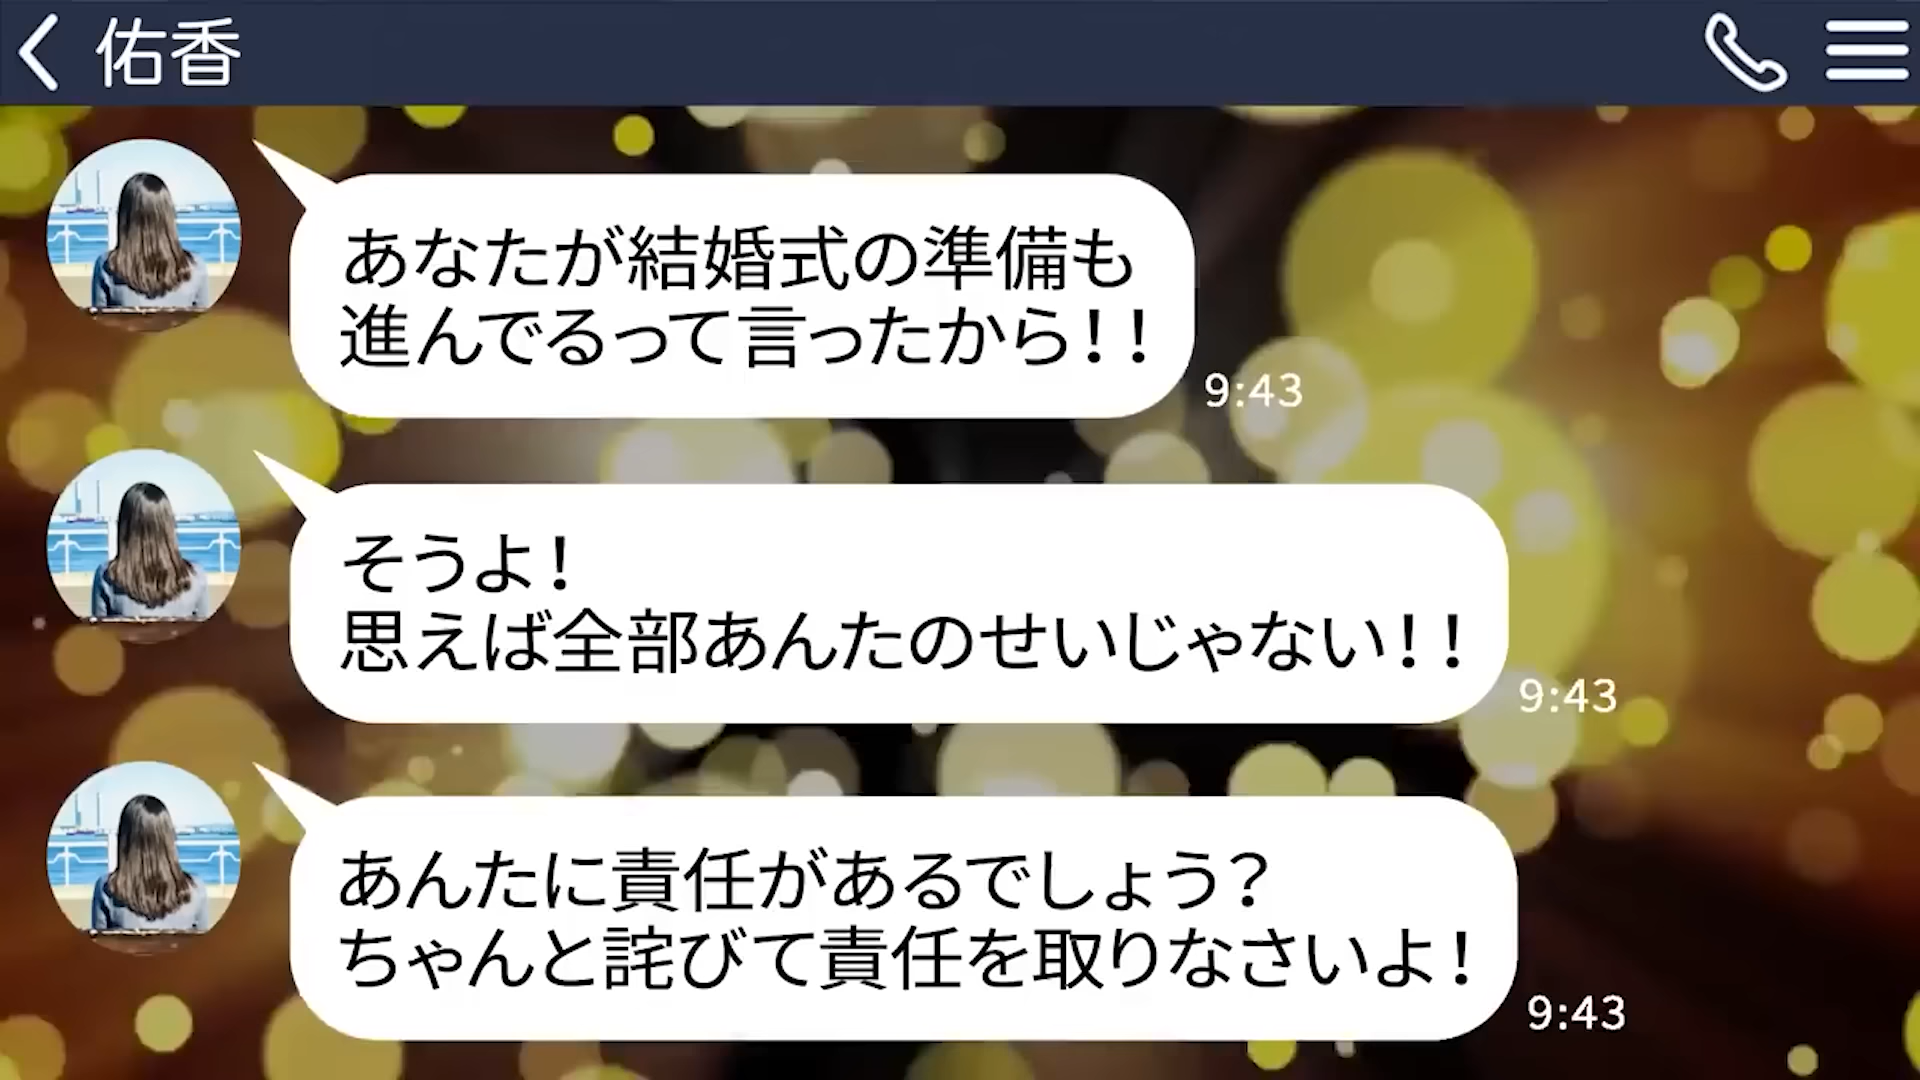 佑香
あなたが結婚式の準備も
進んでるって言ったから！！
9:43
そうよ！
思えば全部あんたのせいじゃない！！
9:43
あんたに責任があるでしょう？
ちゃんと詫びて責任を取りなさいよ！
9:43